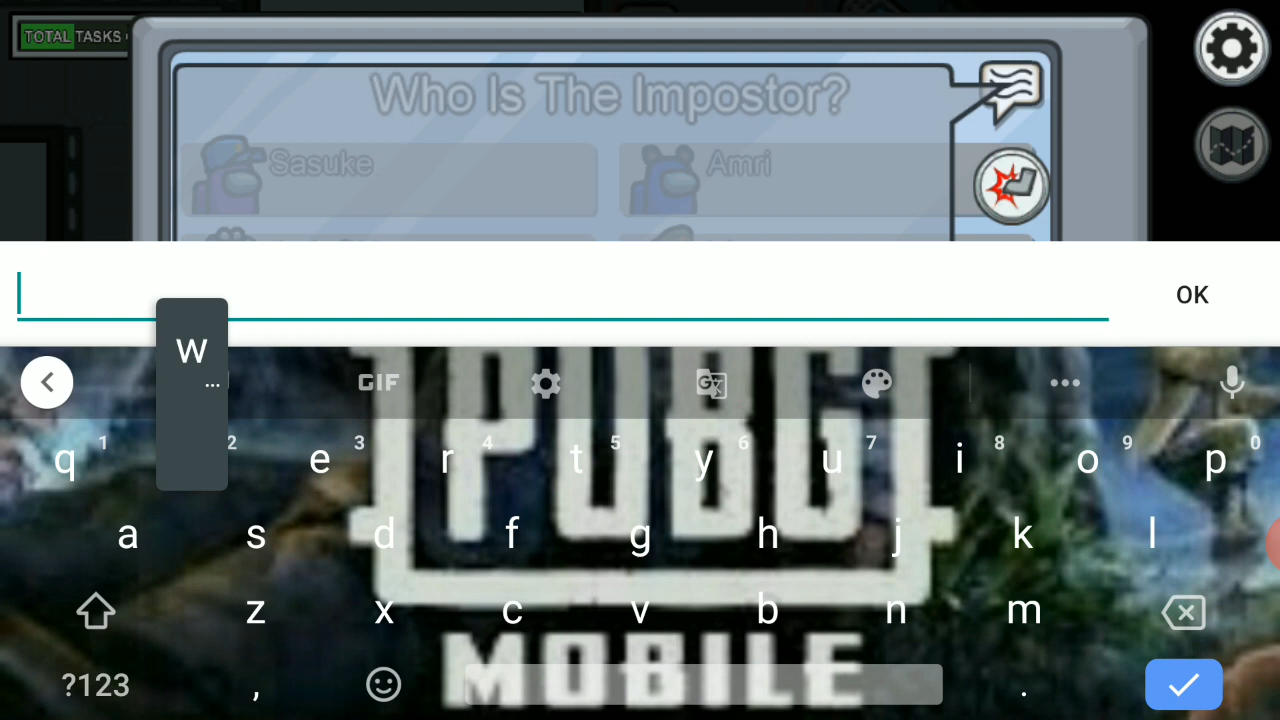 TOTAL TASKS
Who Is The Impostor?
Sasuke
Amri
OK
W
...
GIF
PUBG
q 1 2 e 3 r 4 t 5 y 6 u 7 i 8 o 9 p 0
a s d f g h j k l
z x c v b n m
MOBILE
?123 , .